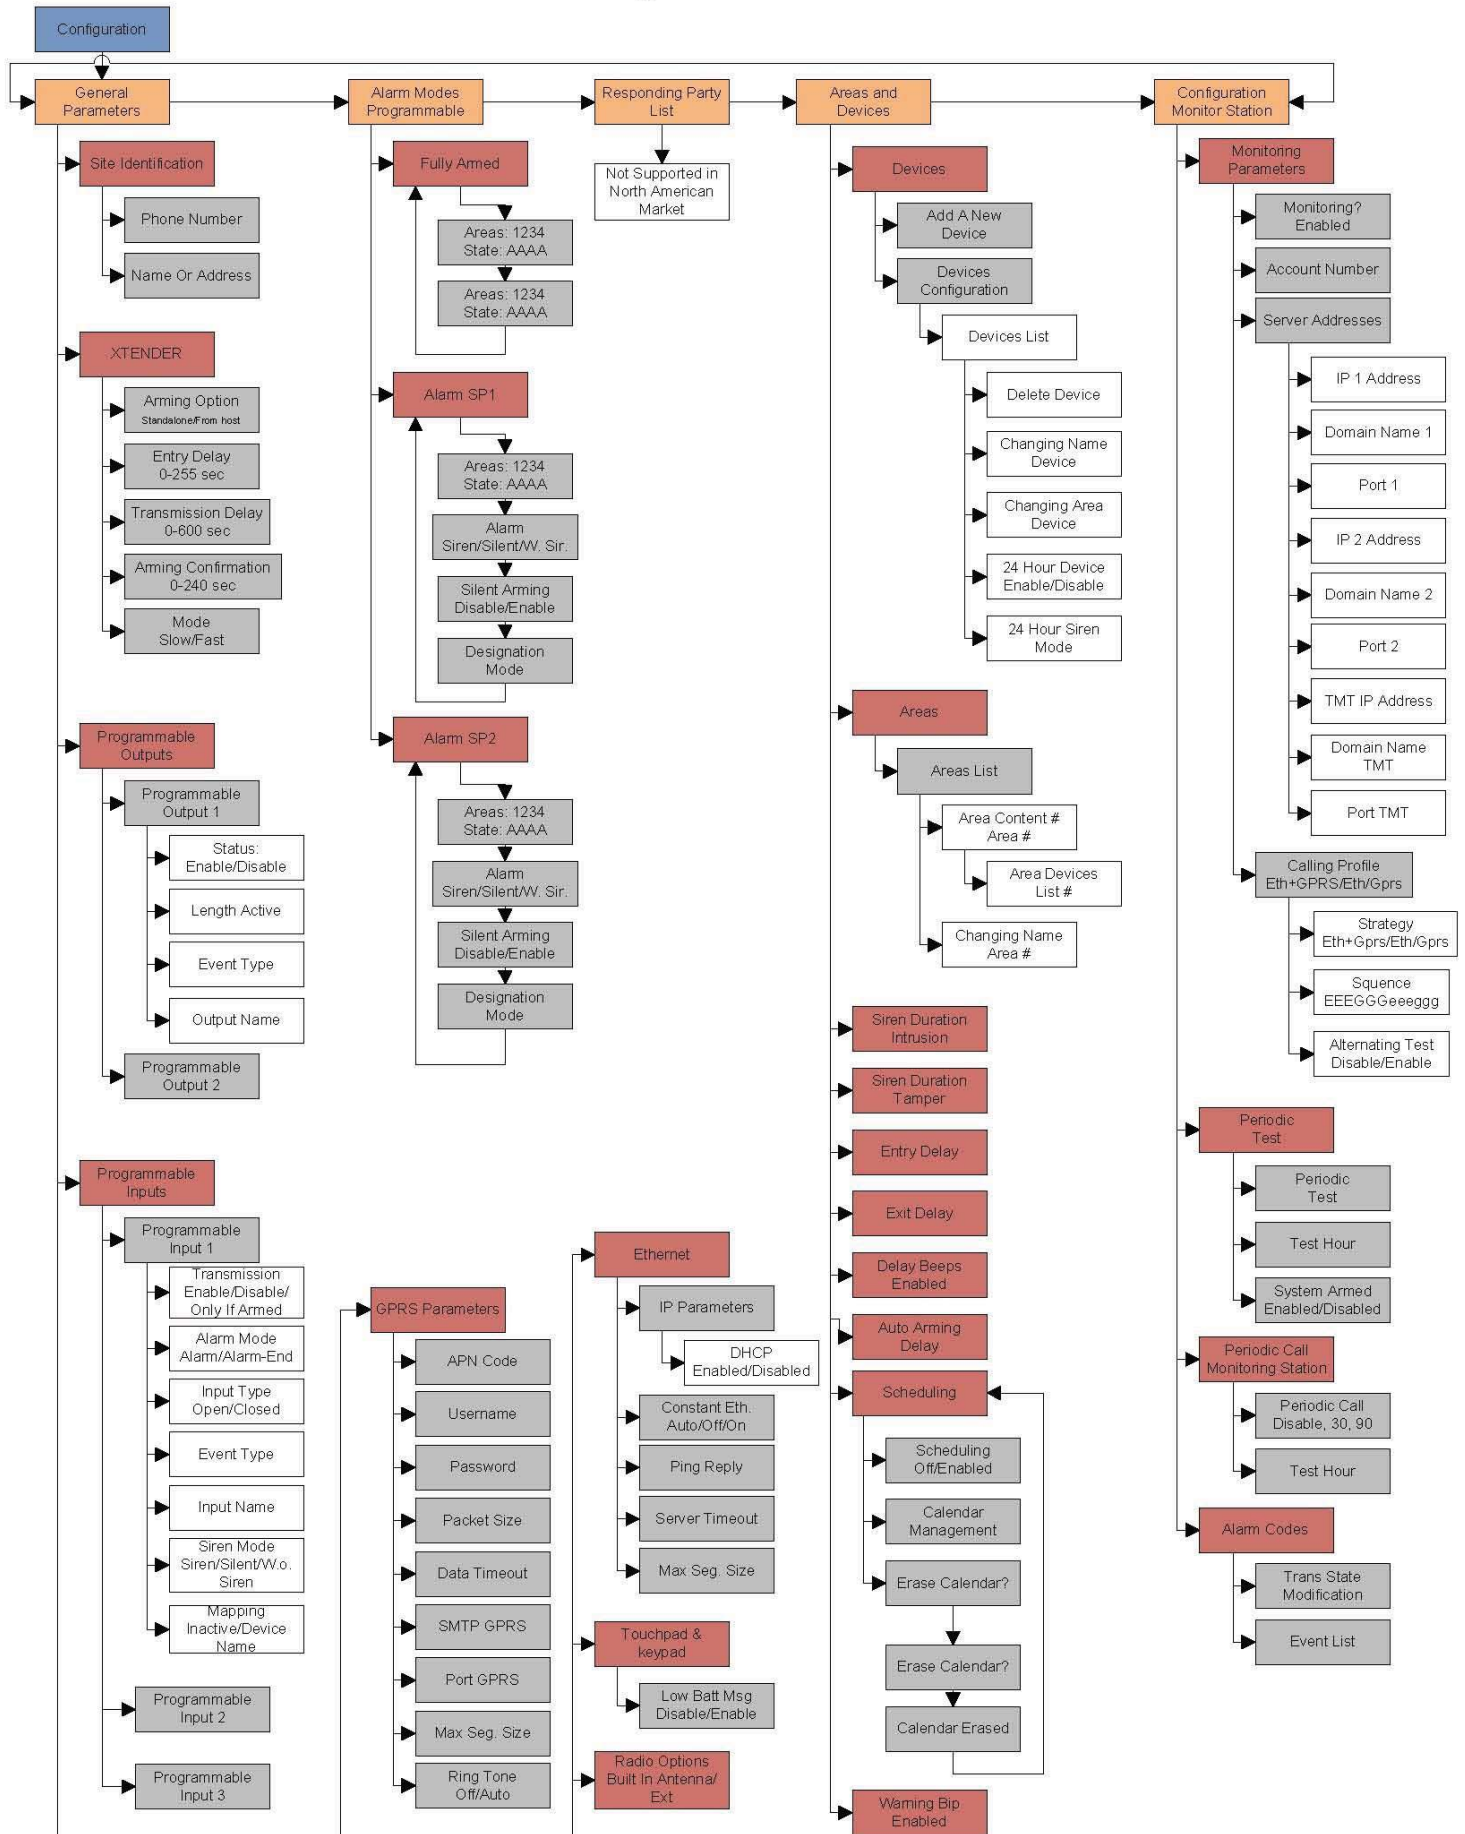 Configuration
General
Parameters
Alarm Modes
Programmable
Responding Party
List
Areas and
Devices
Configuration
Monitor Station
Site Identification
Phone Number
Name Or Address
XTENDER
Arming Option
Standalone/From host
Entry Delay
0-255 sec
Transmission Delay
0-600 sec
Arming Confirmation
0-240 sec
Mode
Slow/Fast
Programmable
Outputs
Programmable
Output 1
Status:
Enable/Disable
Length Active
Event Type
Output Name
Programmable
Output 2
Programmable
Inputs
Programmable
Input 1
Transmission
Enable/Disable/
Only If Armed
Alarm Mode
Alarm/Alarm-End
Input Type
Open/Closed
Event Type
Input Name
Siren Mode
Siren/Silent/W.o.
Siren
Mapping
Inactive/Device
Name
Programmable
Input 2
Programmable
Input 3
Fully Armed
Areas: 1234
State: AAAA
Areas: 1234
State: AAAA
Alarm SP1
Areas: 1234
State: AAAA
Alarm
Siren/Silent/W. Sir.
Silent Arming
Disable/Enable
Designation
Mode
Alarm SP2
Areas: 1234
State: AAAA
Alarm
Siren/Silent/W. Sir.
Silent Arming
Disable/Enable
Designation
Mode
GPRS Parameters
APN Code
Username
Password
Packet Size
Data Timeout
SMTP GPRS
Port GPRS
Max Seg. Size
Ring Tone
Off/Auto
Not Supported in
North American
Market
Ethernet
IP Parameters
DHCP
Enabled/Disabled
Constant Eth.
Auto/Off/On
Ping Reply
Server Timeout
Max Seg. Size
Touchpad &
keypad
Low Batt Msg
Disable/Enable
Radio Options
Built In Antenna/
Ext
Devices
Add A New
Device
Devices
Configuration
Devices List
Delete Device
Changing Name
Device
Changing Area
Device
24 Hour Device
Enable/Disable
24 Hour Siren
Mode
Areas
Areas List
Area Content #
Area #
Area Devices
List #
Changing Name
Area #
Siren Duration
Intrusion
Siren Duration
Tamper
Entry Delay
Exit Delay
Delay Beeps
Enabled
Auto Arming
Delay
Scheduling
Scheduling
Off/Enabled
Calendar
Management
Erase Calendar?
Erase Calendar?
Calendar Erased
Warning Bip
Enabled
Monitoring
Parameters
Monitoring?
Enabled
Account Number
Server Addresses
IP 1 Address
Domain Name 1
Port 1
IP 2 Address
Domain Name 2
Port 2
TMT IP Address
Domain Name
TMT
Port TMT
Calling Profile
Eth+GPRS/Eth/Gprs
Strategy
Eth+Gprs/Eth/Gprs
Squence
EEEGGGeeeggg
Alternating Test
Disable/Enable
Periodic
Test
Periodic
Test
Test Hour
System Armed
Enabled/Disabled
Periodic Call
Monitoring Station
Periodic Call
Disable, 30, 90
Test Hour
Alarm Codes
Trans State
Modification
Event List